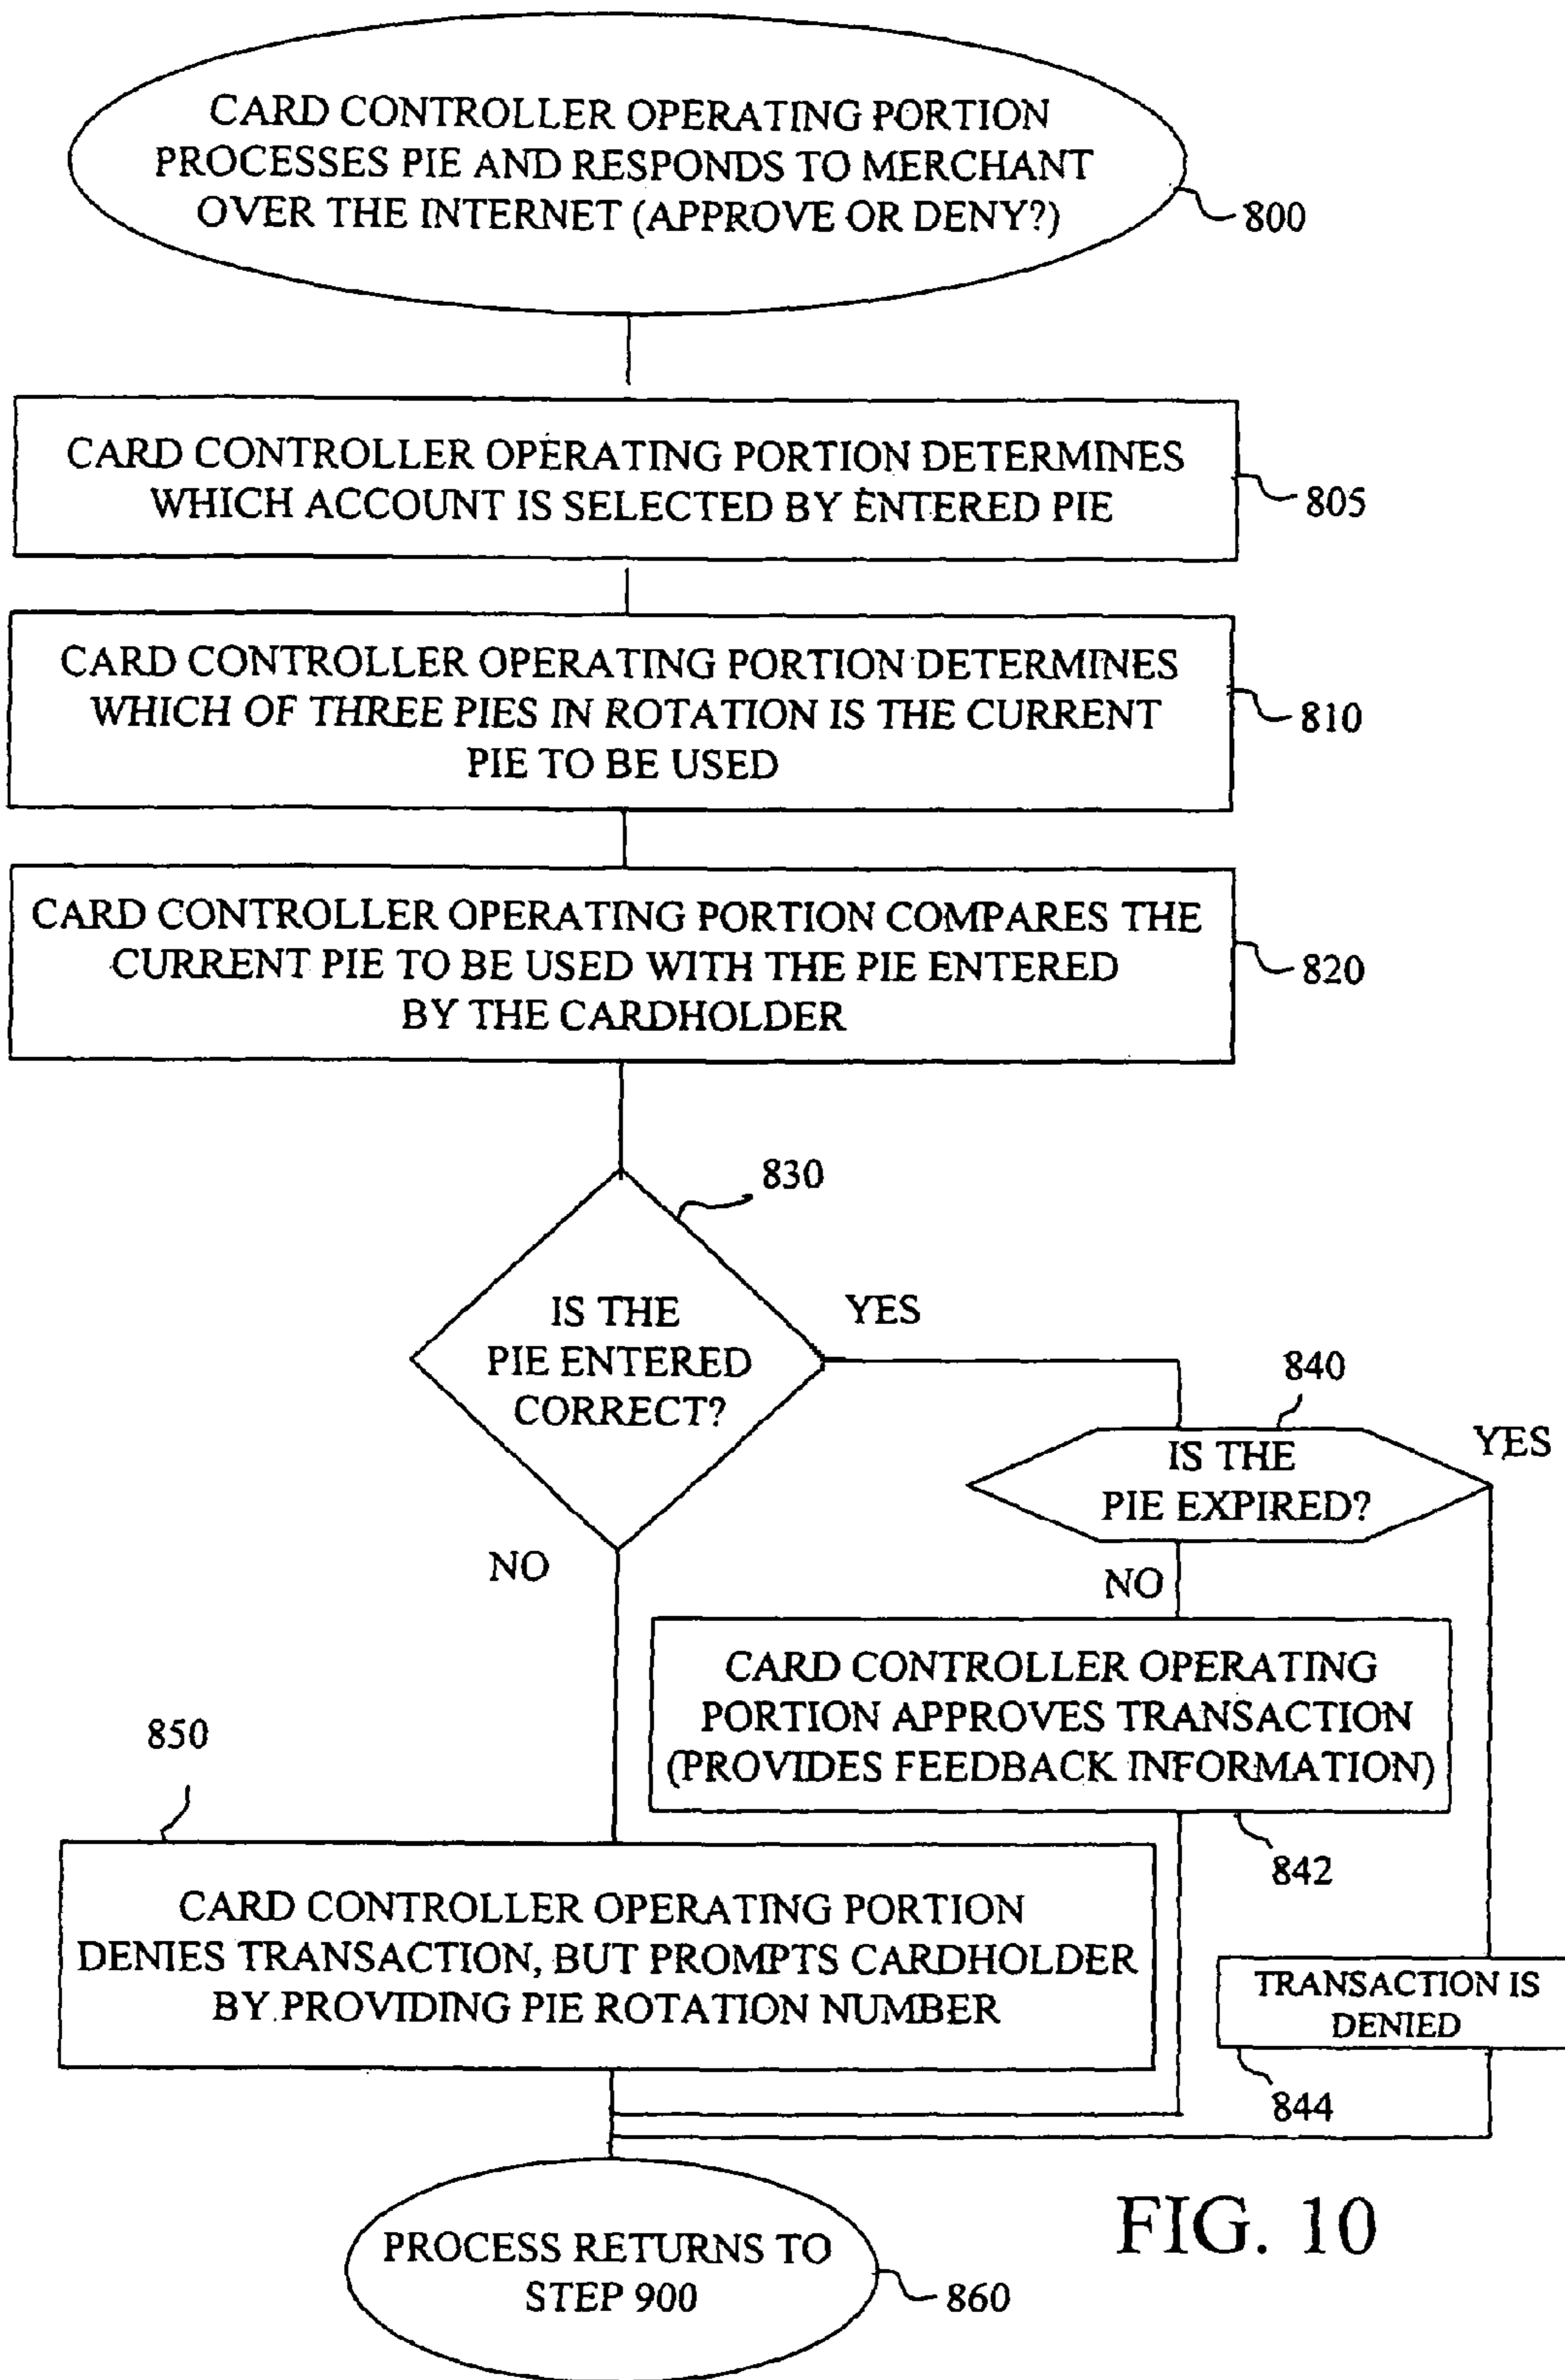 CARD CONTROLLER OPERATING PORTION
PROCESSES PIE AND RESPONDS TO MERCHANT
OVER THE INTERNET (APPROVE OR DENY?)
800
CARD CONTROLLER OPERATING PORTION DETERMINES
WHICH ACCOUNT IS SELECTED BY ENTERED PIE
805
CARD CONTROLLER OPERATING PORTION DETERMINES
WHICH OF THREE PIES IN ROTATION IS THE CURRENT
PIE TO BE USED
810
CARD CONTROLLER OPERATING PORTION COMPARES THE
CURRENT PIE TO BE USED WITH THE PIE ENTERED
BY THE CARDHOLDER
820
830
IS THE
PIE ENTERED
CORRECT?
YES
NO
840
IS THE
PIE EXPIRED?
YES
NO
CARD CONTROLLER OPERATING
PORTION APPROVES TRANSACTION
(PROVIDES FEEDBACK INFORMATION)
842
850
CARD CONTROLLER OPERATING PORTION
DENIES TRANSACTION, BUT PROMPTS CARDHOLDER
BY PROVIDING PIE ROTATION NUMBER
TRANSACTION IS
DENIED
844
PROCESS RETURNS TO
STEP 900
860
FIG. 10